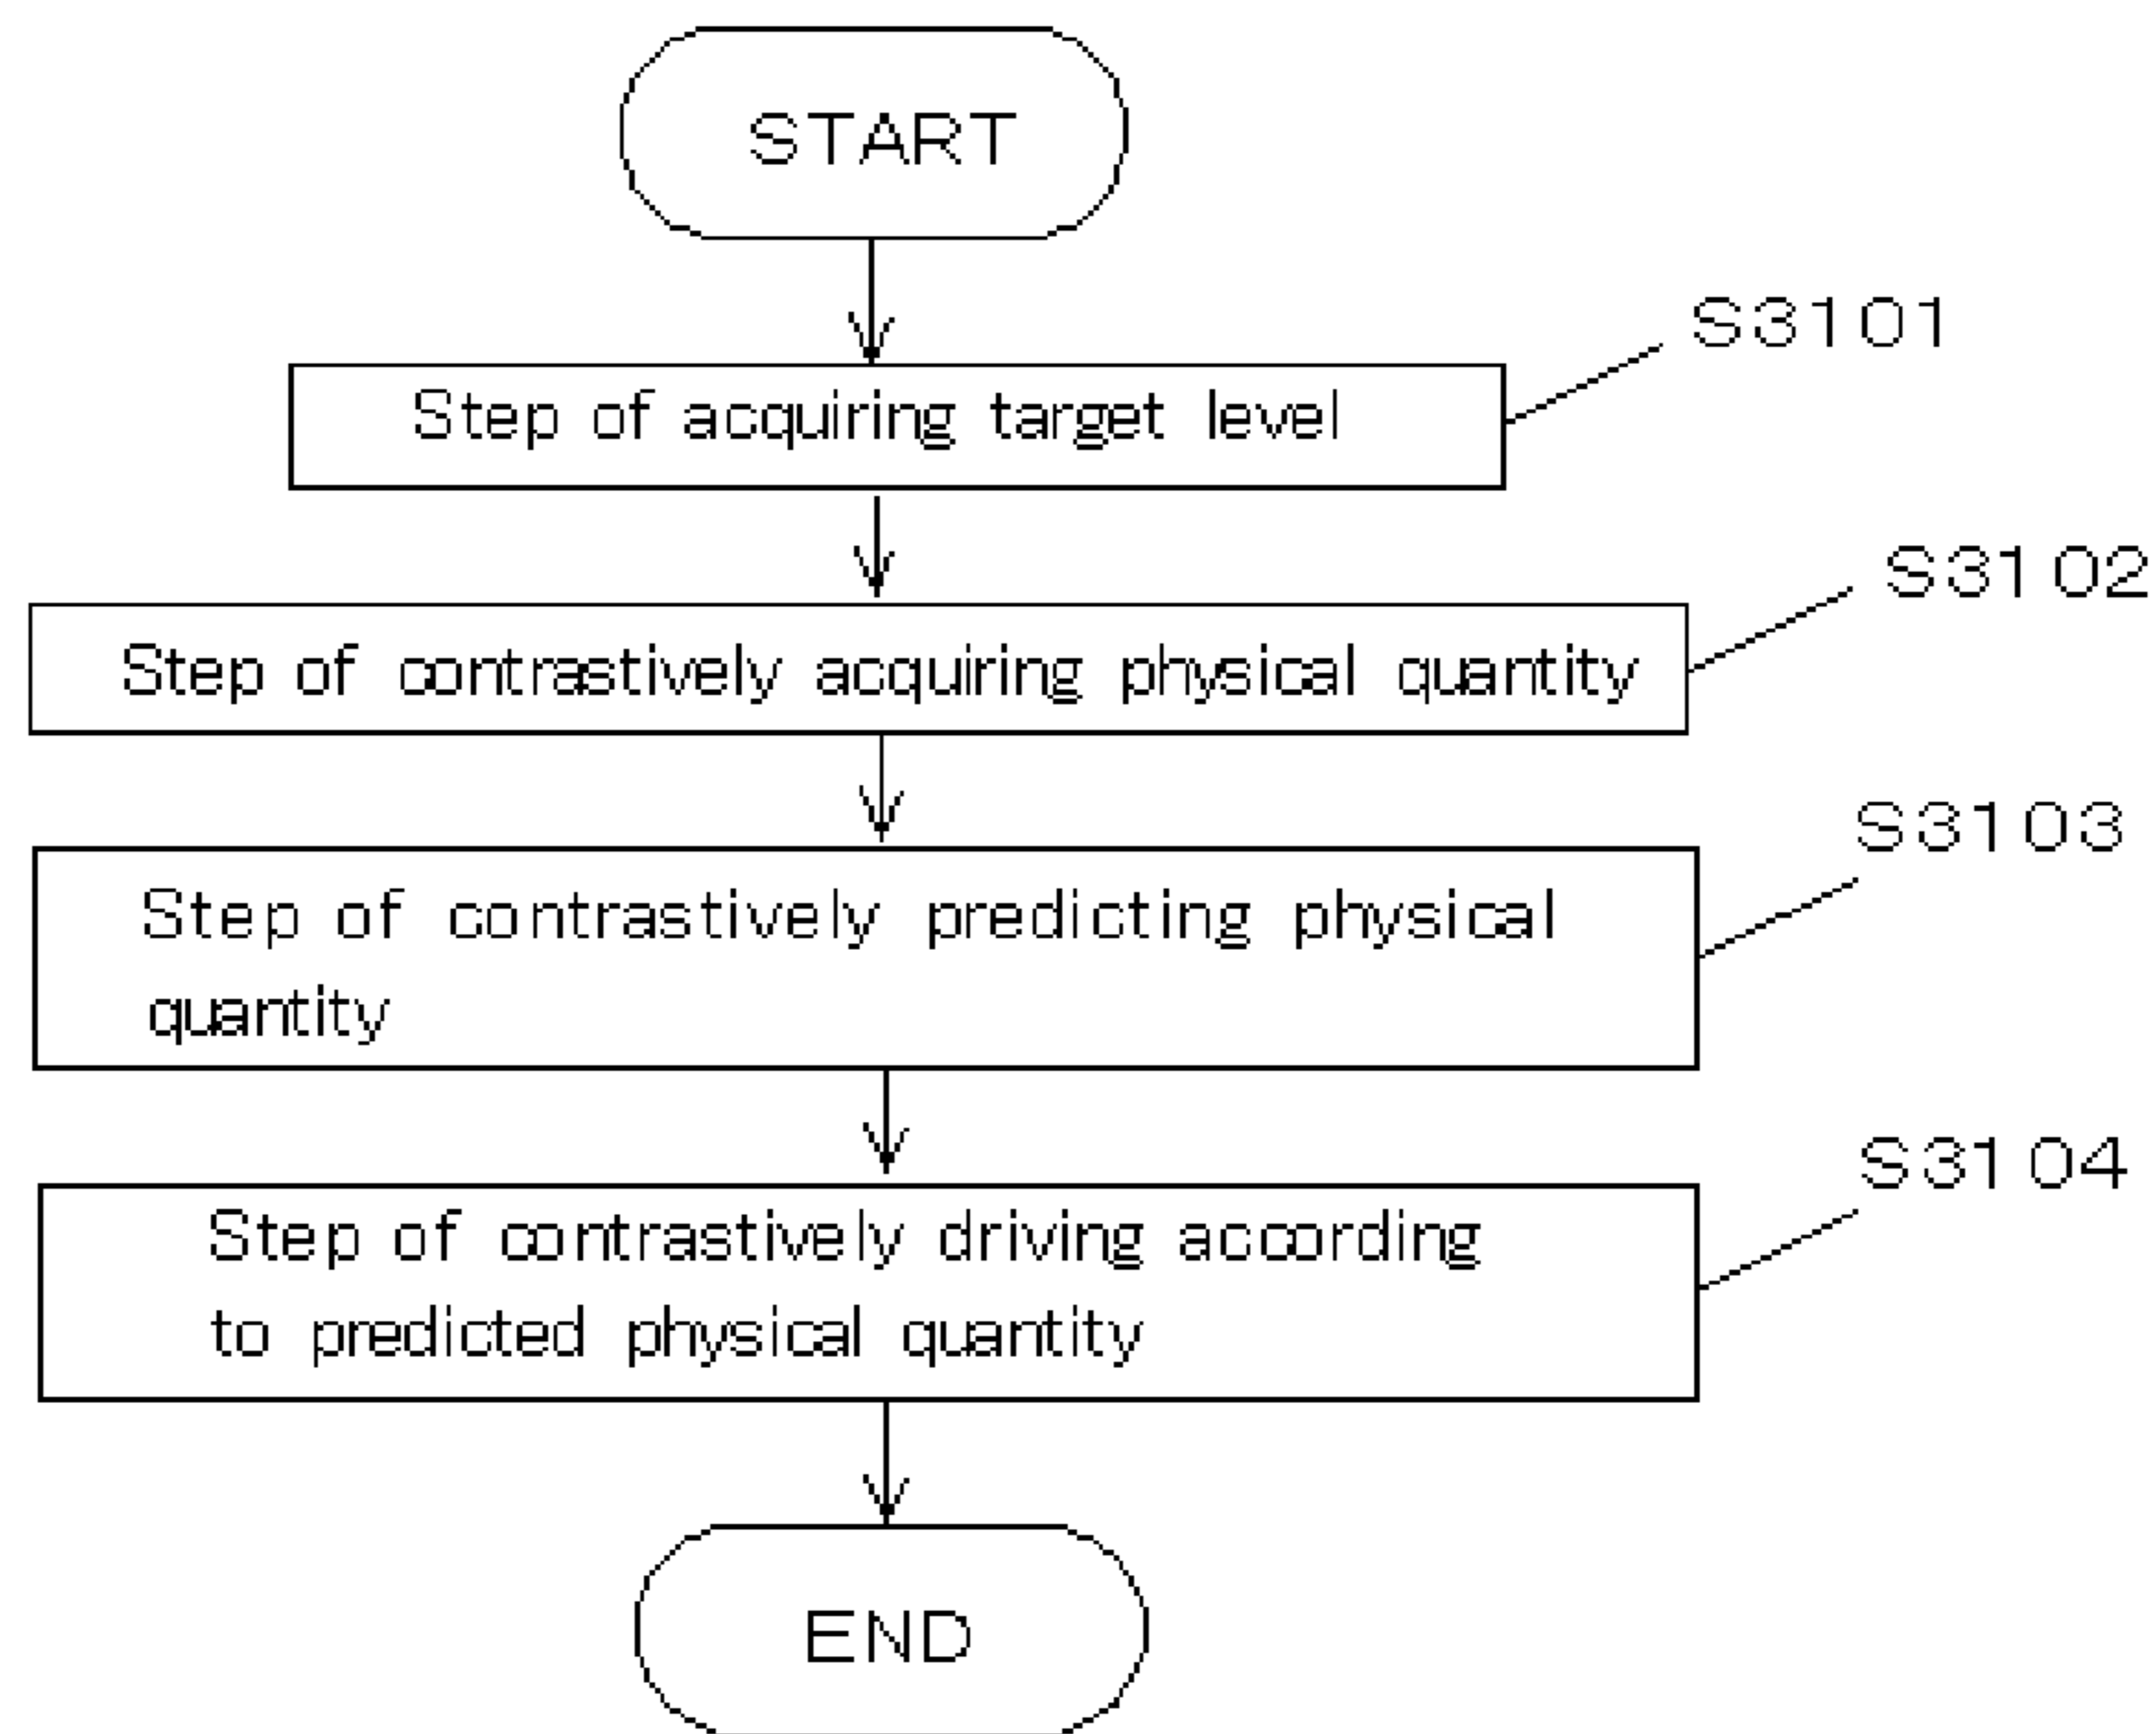 START
S3101
Step of acquiring target level
S3102
Step of contrastively acquiring physical quantity
S3103
Step of contrastively predicting physical
quantity
S3104
Step of contrastively driving according
to predicted physical quantity
END